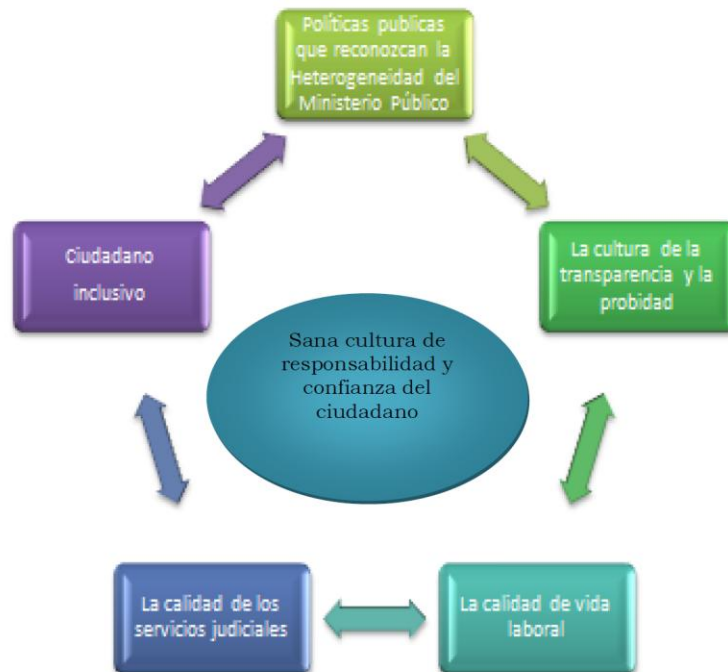 Políticas publicas
que reconozcan la
Heterogeneidad del
Ministerio Público
Ciudadano
inclusivo
La cultura de la
transparencia y la
probidad
Sana cultura de
responsabilidad y
confianza del
ciudadano
La calidad de los
servicios judiciales
La calidad de vida
laboral